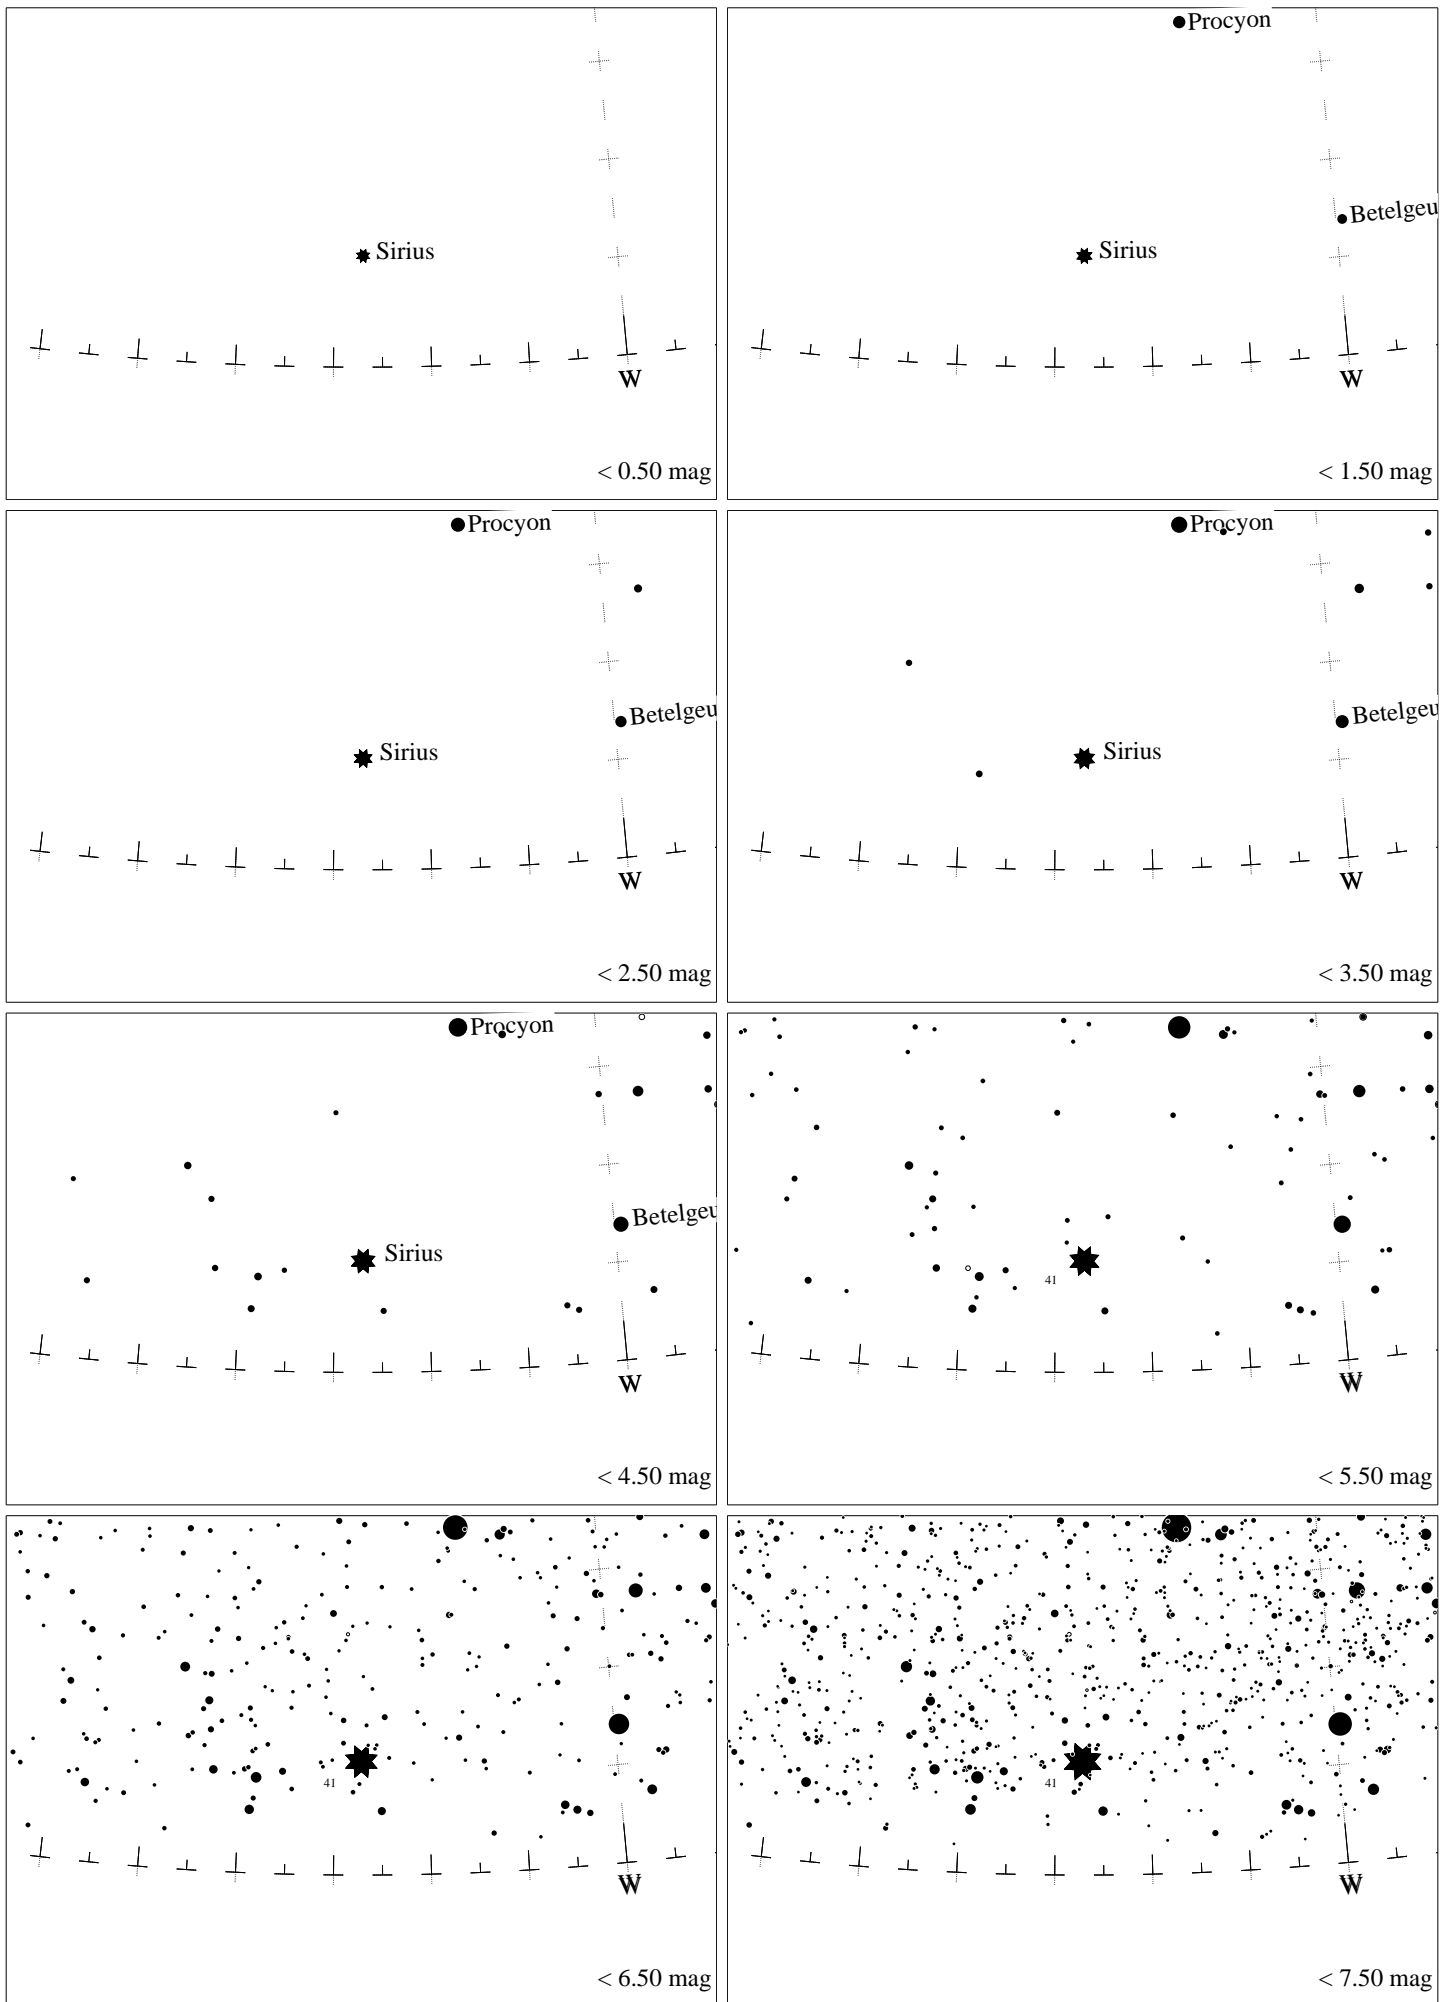 Sirius
W
< 0.50 mag
Procyon
Betelgeu
Sirius
W
< 1.50 mag
Procyon
Betelgeu
Sirius
W
< 2.50 mag
Procyon
Betelgeu
Sirius
W
< 3.50 mag
Procyon
Betelgeu
Sirius
W
< 4.50 mag
41
W
< 5.50 mag
41
W
< 6.50 mag
41
W
< 7.50 mag